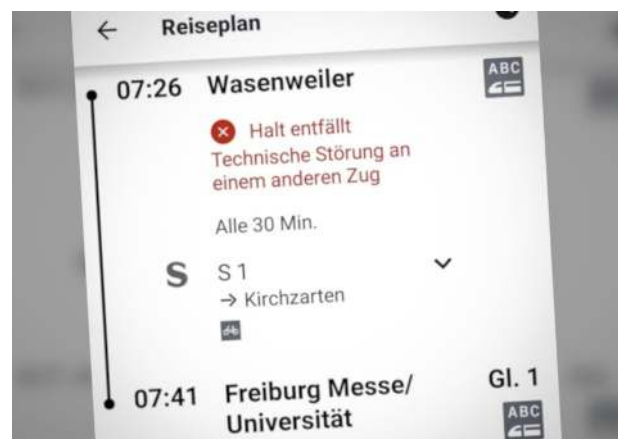 ← Reiseplan
07:26 Wasenweiler ABC
Halt entfällt
Technische Störung an
einem anderen Zug
Alle 30 Min.
S S 1
→ Kirchzarten
07:41 Freiburg Messe/ Gl. 1
Universität ABC